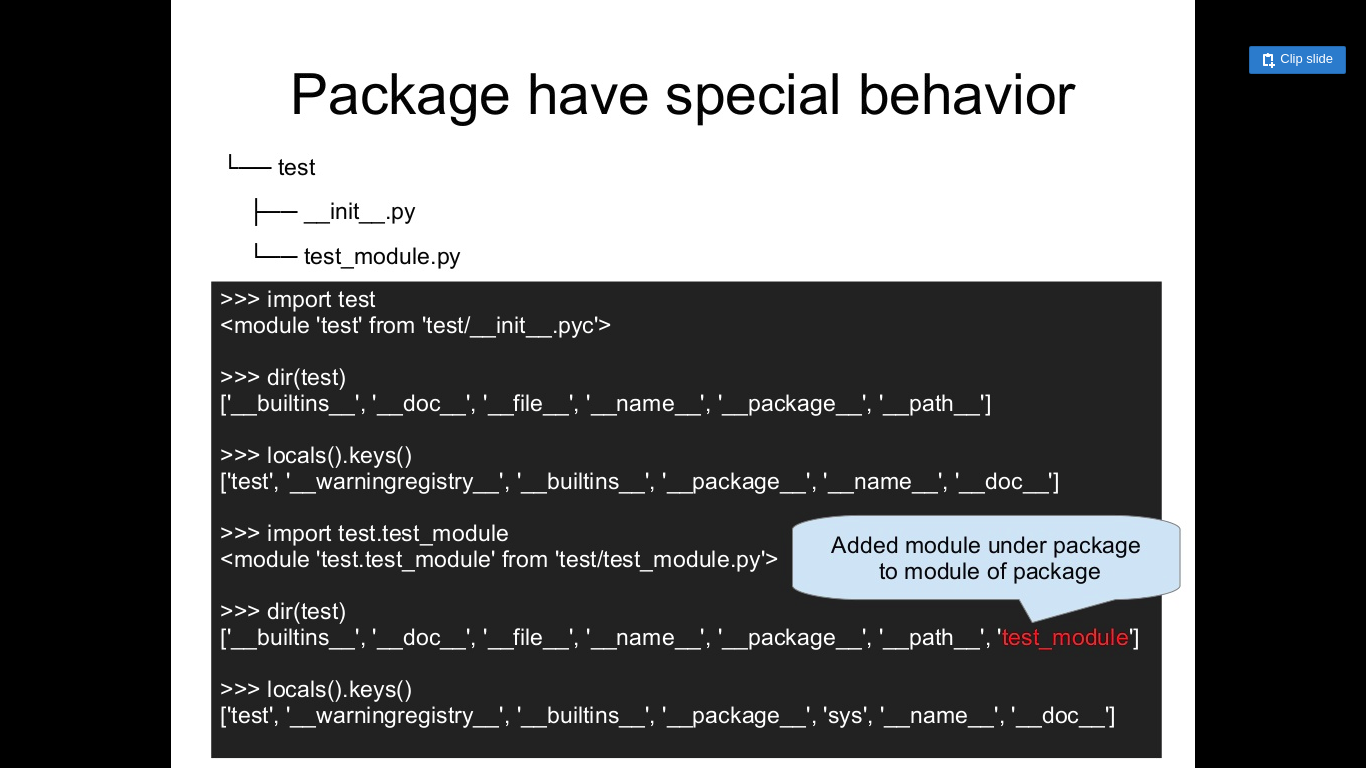 Package have special behavior
Clip slide
└── test
├── __init__.py
└── test_module.py
>>> import test
<module 'test' from 'test/__init__.pyc'>
>>> dir(test)
['__builtins__', '__doc__', '__file__', '__name__', '__package__', '__path__']
>>> locals().keys()
['test', '__warningregistry__', '__builtins__', '__package__', '__name__', '__doc__']
>>> import test.test_module
<module 'test.test_module' from 'test/test_module.py'>
Added module under package
to module of package
>>> dir(test)
['__builtins__', '__doc__', '__file__', '__name__', '__package__', '__path__', 'test_module']
>>> locals().keys()
['test', '__warningregistry__', '__builtins__', '__package__', 'sys', '__name__', '__doc__']